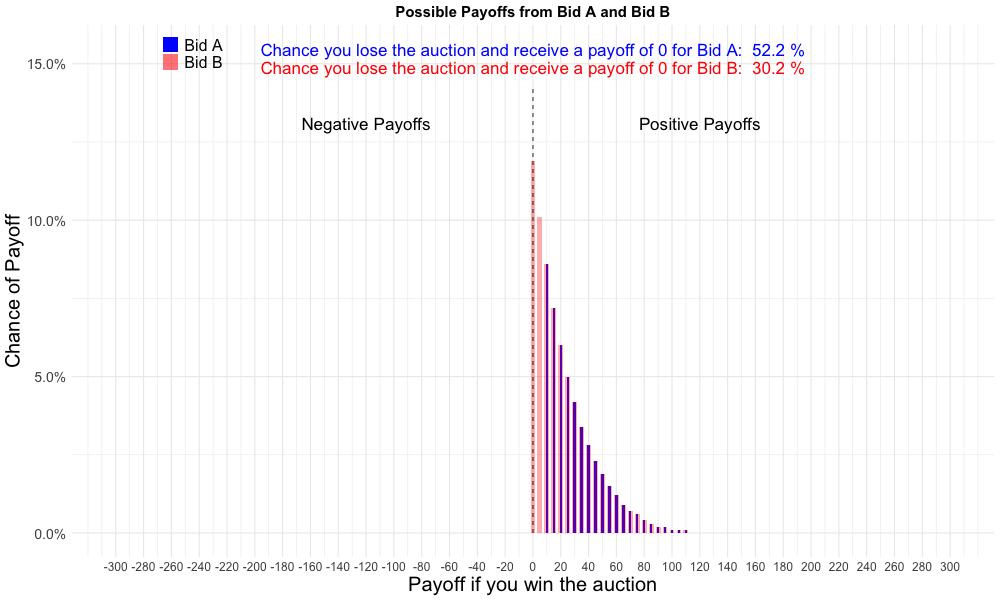 Possible Payoffs from Bid A and Bid B
Bid A
Bid B
Chance you lose the auction and receive a payoff of 0 for Bid A: 52.2 %
Chance you lose the auction and receive a payoff of 0 for Bid B: 30.2 %
Negative Payoffs
Positive Payoffs
Chance of Payoff
15.0%
10.0%
5.0%
0.0%
-300 -280 -260 -240 -220 -200 -180 -160 -140 -120 -100 -80 -60 -40 -20 0 20 40 60 80 100 120 140 160 180 200 220 240 260 280 300
Payoff if you win the auction